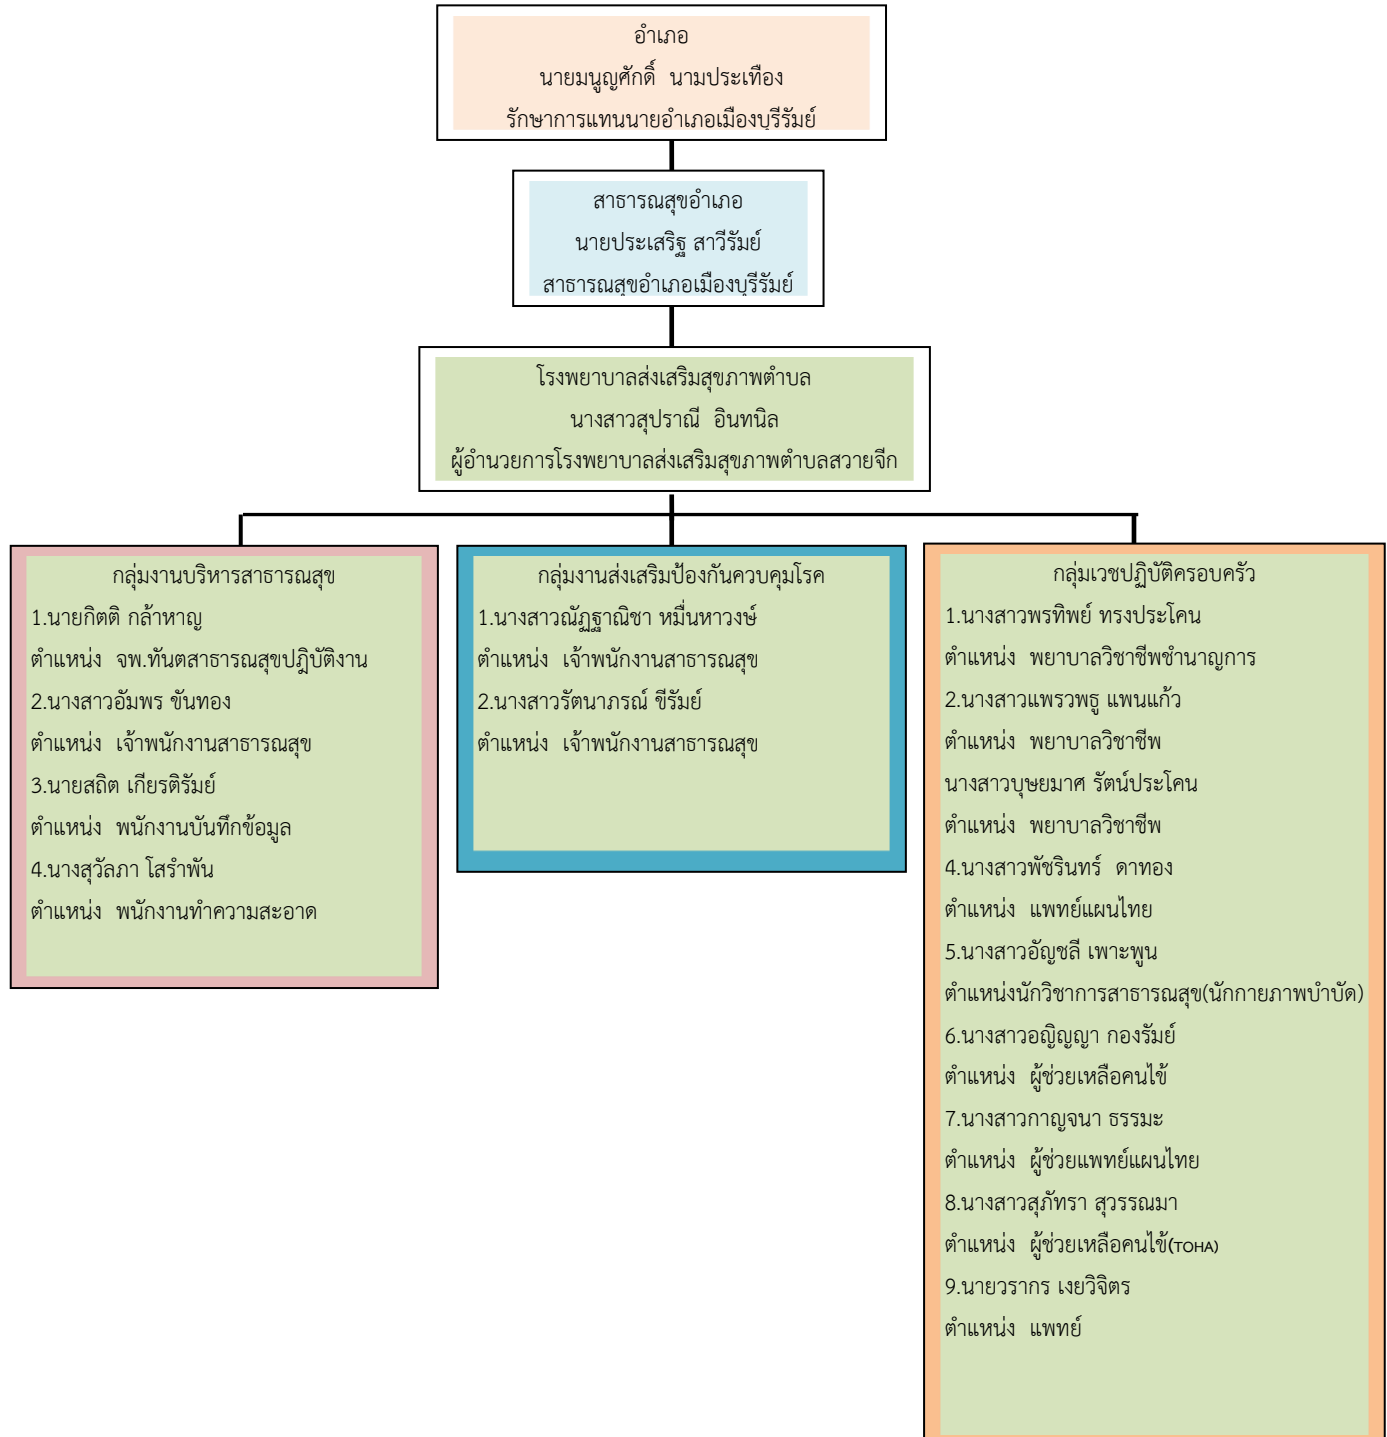 อำเภอ
นายมนูญศักดิ์  นามประเทือง
รักษาการแทนนายอำเภอเมืองบุรีรัมย์
สาธารณสุขอำเภอ
นายประเสริฐ สาวีรัมย์
สาธารณสุขอำเภอเมืองบุรีรัมย์
โรงพยาบาลส่งเสริมสุขภาพตำบล
นางสาวสุปราณี  อินทนิล
ผู้อำนวยการโรงพยาบาลส่งเสริมสุขภาพตำบลสวายจีก
กลุ่มงานบริหารสาธารณสุข
1.นายกิตติ กล้าหาญ
ตำแหน่ง  จพ.ทันตสาธารณสุขปฎิบัติงาน
2.นางสาวอัมพร ขันทอง
ตำแหน่ง  เจ้าพนักงานสาธารณสุข
3.นายสถิต เกียรติรัมย์
ตำแหน่ง  พนักงานบันทึกข้อมูล
4.นางสุวัลภา โสรำพัน
ตำแหน่ง  พนักงานทำความสะอาด
กลุ่มงานส่งเสริมป้องกันควบคุมโรค
1.นางสาวณัฏฐาณิชา หมื่นหาวงษ์
ตำแหน่ง  เจ้าพนักงานสาธารณสุข
2.นางสาวรัตนาภรณ์ ขีรัมย์
ตำแหน่ง  เจ้าพนักงานสาธารณสุข
กลุ่มเวชปฏิบัติครอบครัว
1.นางสาวพรทิพย์ ทรงประโคน
ตำแหน่ง  พยาบาลวิชาชีพชำนาญการ
2.นางสาวแพรวพธู แพนแก้ว
ตำแหน่ง  พยาบาลวิชาชีพ
นางสาวบุษยมาศ รัตน์ประโคน
ตำแหน่ง  พยาบาลวิชาชีพ
4.นางสาวพัชรินทร์  ดาทอง
ตำแหน่ง  แพทย์แผนไทย
5.นางสาวอัญชลี เพาะพูน
ตำแหน่งนักวิชาการสาธารณสุข(นักกายภาพบำบัด)
6.นางสาวอญิญญา กองรัมย์
ตำแหน่ง  ผู้ช่วยเหลือคนไข้
7.นางสาวกาญจนา ธรรมะ
ตำแหน่ง  ผู้ช่วยแพทย์แผนไทย
8.นางสาวสุภัทรา สุวรรณมา
ตำแหน่ง  ผู้ช่วยเหลือคนไข้(TOHA)
9.นายวรากร เงยวิจิตร
ตำแหน่ง  แพทย์